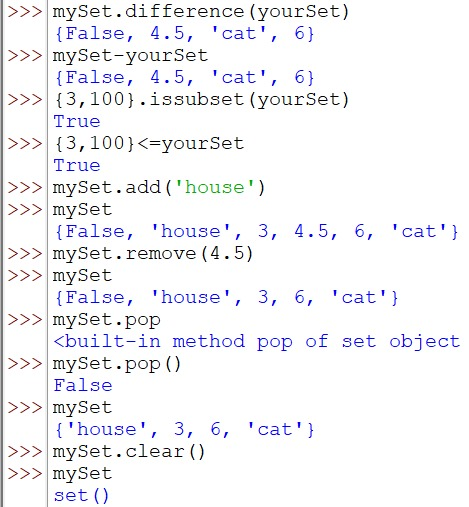 >>> mySet.difference(yourSet)
{False, 4.5, 'cat', 6}
>>> mySet-yourSet
{False, 4.5, 'cat', 6}
>>> {3,100}.issubset(yourSet)
True
>>> {3,100}<=yourSet
True
>>> mySet.add('house')
>>> mySet
{False, 'house', 3, 4.5, 6, 'cat'}
>>> mySet.remove(4.5)
>>> mySet
{False, 'house', 3, 6, 'cat'}
>>> mySet.pop
<built-in method pop of set object
>>> mySet.pop()
False
>>> mySet
{'house', 3, 6, 'cat'}
>>> mySet.clear()
>>> mySet
set()